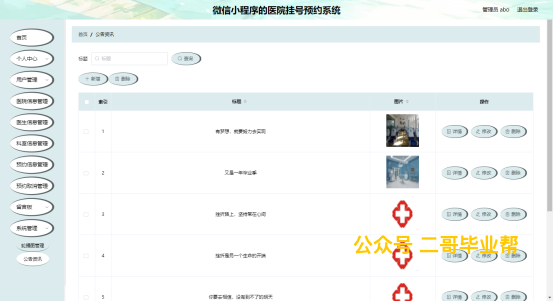 微信小程序的医院挂号预约系统
管理员 abo 退出登录
首页
个人中心
用户管理
医院信息管理
医生信息管理
科室信息管理
预约信息管理
预约取消管理
留言板
系统管理
轮播图管理
公告资讯
首页 / 公告资讯
标题 标题 查询
新增 删除
索引 标题 图片 操作
1 有梦想，就要努力去实现 详情 修改 删除
2 又是一年毕业季 详情 修改 删除
3 挫折路上，坚持常在心间 详情 修改 删除
4 挫折是另一个生命的开端 详情 修改 删除
5 你要去相信，没有到不了的明天 详情 修改 删除
公众号 二哥毕业帮